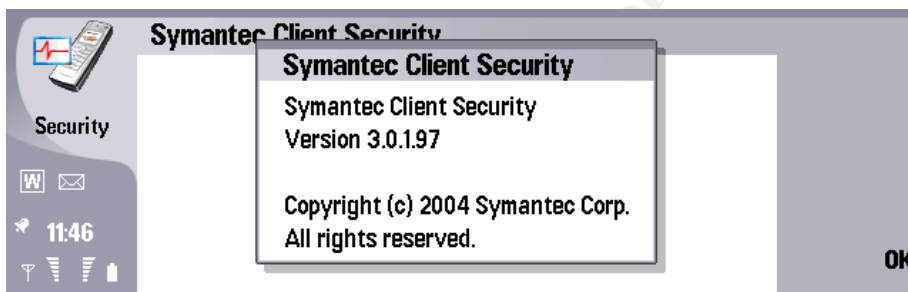 Symantec Client Security
Symantec Client Security
Symantec Client Security
Version 3.0.1.97
Copyright (c) 2004 Symantec Corp.
All rights reserved.
Security
W
11:46
OK